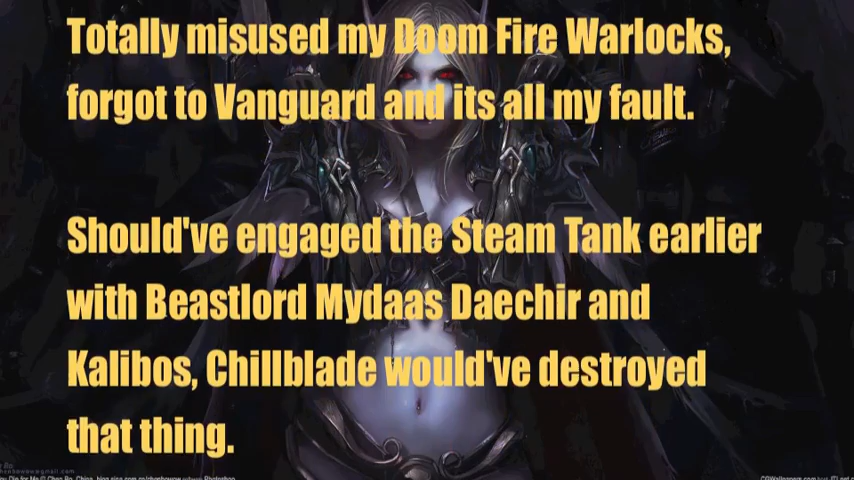 Totally misused my Doom Fire Warlocks,
forgot to Vanguard and its all my fault.
Should've engaged the Steam Tank earlier
with Beastlord Mydaas Daechir and
Kalibos, Chillblade would've destroyed
that thing.